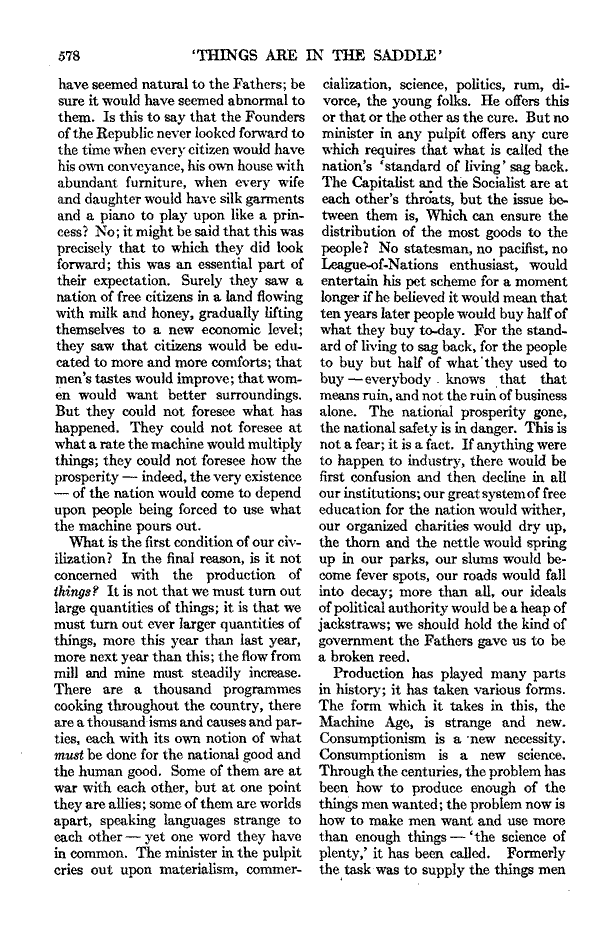 578 'THINGS ARE IN THE SADDLE'
have seemed natural to the Fathers; be
sure it would have seemed abnormal to
them. Is this to say that the Founders
of the Republic never looked forward to
the time when every citizen would have
his own conveyance, his own house with
abundant furniture, when every wife
and daughter would have silk garments
and a piano to play upon like a prin-
cess? No; it might be said that this was
precisely that to which they did look
forward; this was an essential part of
their expectation. Surely they saw a
nation of free citizens in a land flowing
with milk and honey, gradually lifting
themselves to a new economic level;
they saw that citizens would be edu-
cated to more and more comforts; that
men's tastes would improve; that wom-
en would want better surroundings.
But they could not foresee what has
happened. They could not foresee at
what a rate the machine would multiply
things; they could not foresee how the
prosperity — indeed, the very existence
— of the nation would come to depend
upon people being forced to use what
the machine pours out.
What is the first condition of our civ-
ilization? In the final reason, is it not
concerned with the production of
things? It is not that we must turn out
large quantities of things; it is that we
must turn out ever larger quantities of
things, more this year than last year,
more next year than this; the flow from
mill and mine must steadily increase.
There are a thousand programmes
cooking throughout the country, there
are a thousand isms and causes and par-
ties, each with its own notion of what
must be done for the national good and
the human good. Some of them are at
war with each other, but at one point
they are allies; some of them are worlds
apart, speaking languages strange to
each other — yet one word they have
in common. The minister in the pulpit
cries out upon materialism, commer-
cialization, science, politics, rum, di-
vorce, the young folks. He offers this
or that or the other as the cure. But no
minister in any pulpit offers any cure
which requires that what is called the
nation's 'standard of living' sag back.
The Capitalist and the Socialist are at
each other's throats, but the issue be-
tween them is, Which can ensure the
distribution of the most goods to the
people? No statesman, no pacifist, no
League-of-Nations enthusiast, would
entertain his pet scheme for a moment
longer if he believed it would mean that
ten years later people would buy half of
what they buy to-day. For the stand-
ard of living to sag back, for the people
to buy but half of what they used to
buy — everybody knows that that
means ruin, and not the ruin of business
alone. The national prosperity gone,
the national safety is in danger. This is
not a fear; it is a fact. If anything were
to happen to industry, there would be
first confusion and then decline in all
our institutions; our great system of free
education for the nation would wither,
our organized charities would dry up,
the thorn and the nettle would spring
up in our parks, our slums would be-
come fever spots, our roads would fall
into decay; more than all, our ideals
of political authority would be a heap of
jackstraws; we should hold the kind of
government the Fathers gave us to be
a broken reed.
Production has played many parts
in history; it has taken various forms.
The form which it takes in this, the
Machine Age, is strange and new.
Consumptionism is a new necessity.
Consumptionism is a new science.
Through the centuries, the problem has
been how to produce enough of the
things men wanted; the problem now is
how to make men want and use more
than enough things — 'the science of
plenty,' it has been called. Formerly
the task was to supply the things men